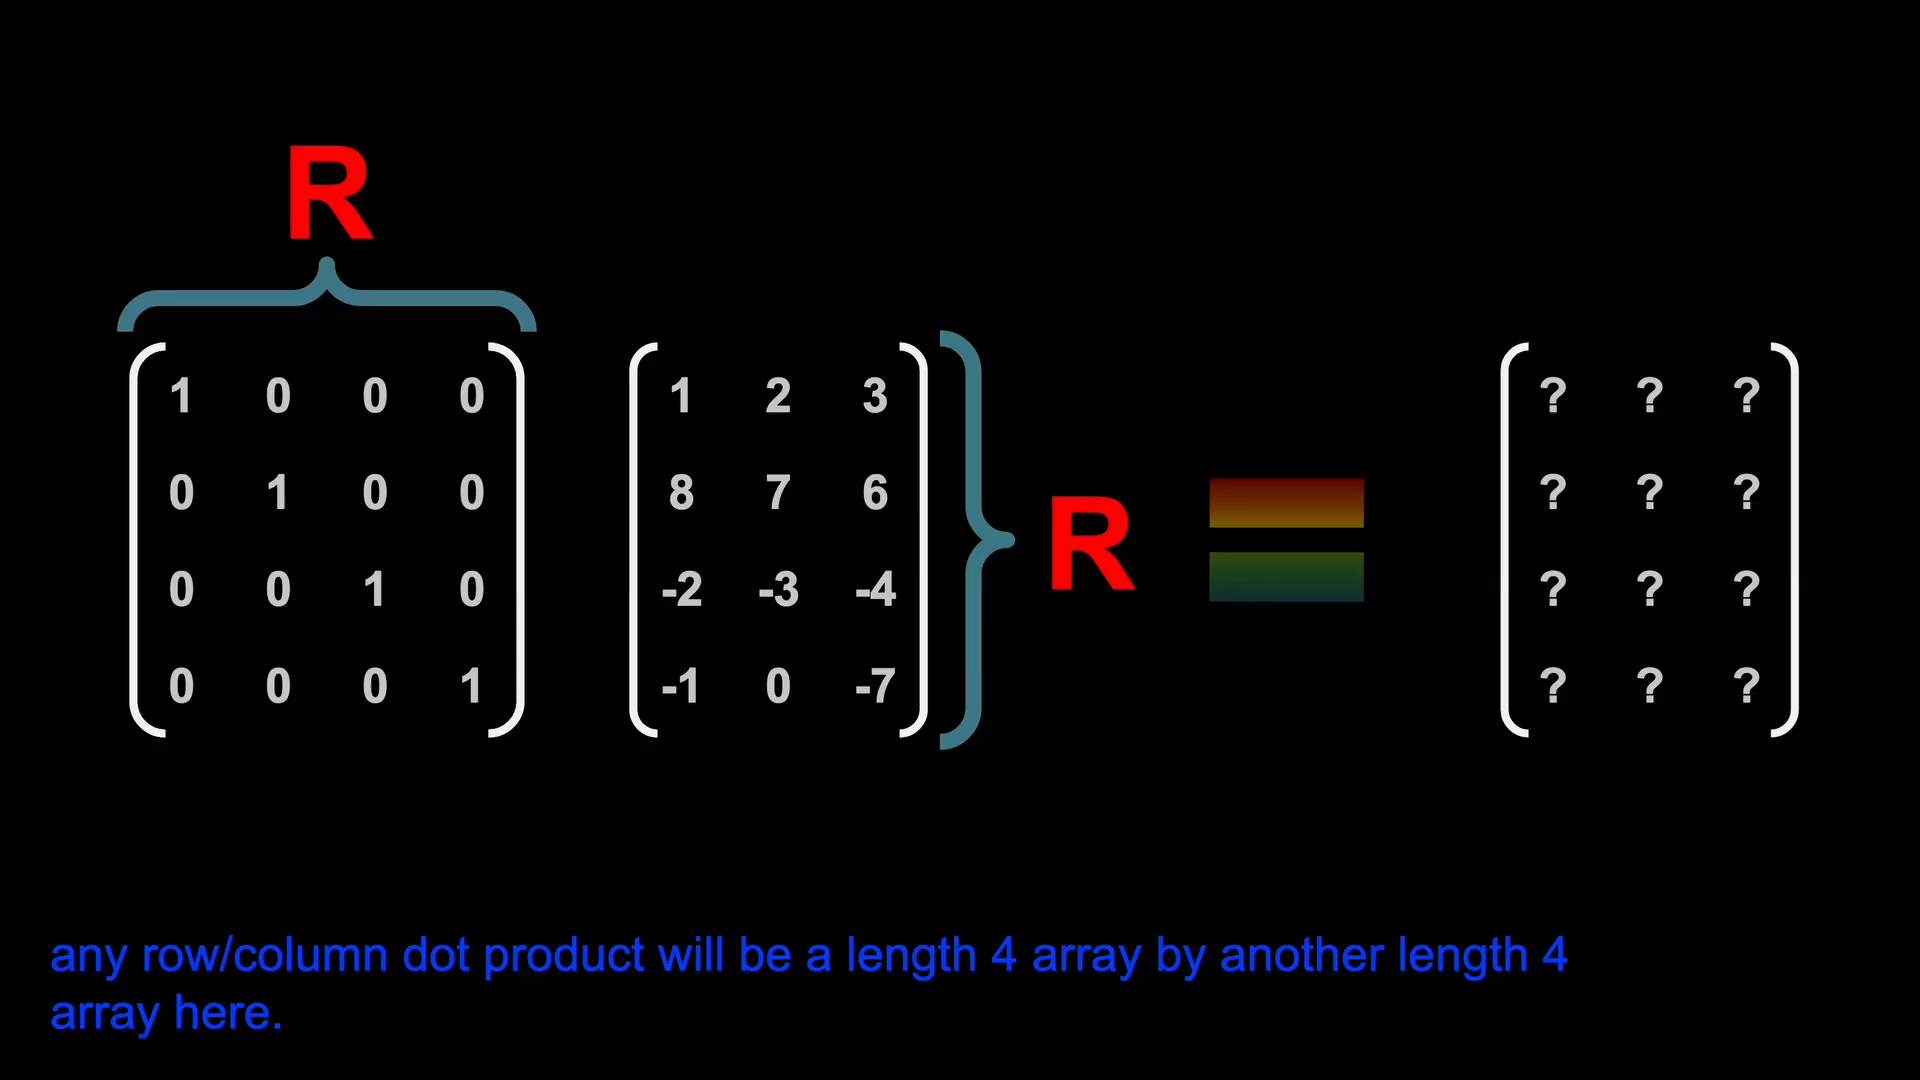 R
1 0 0 0 1 2 3 ? ? ?
0 1 0 0 8 7 6 ? ? ?
R
0 0 1 0 -2 -3 -4 ? ? ?
0 0 0 1 -1 0 -7 ? ? ?
any row/column dot product will be a length 4 array by another length 4
array here.